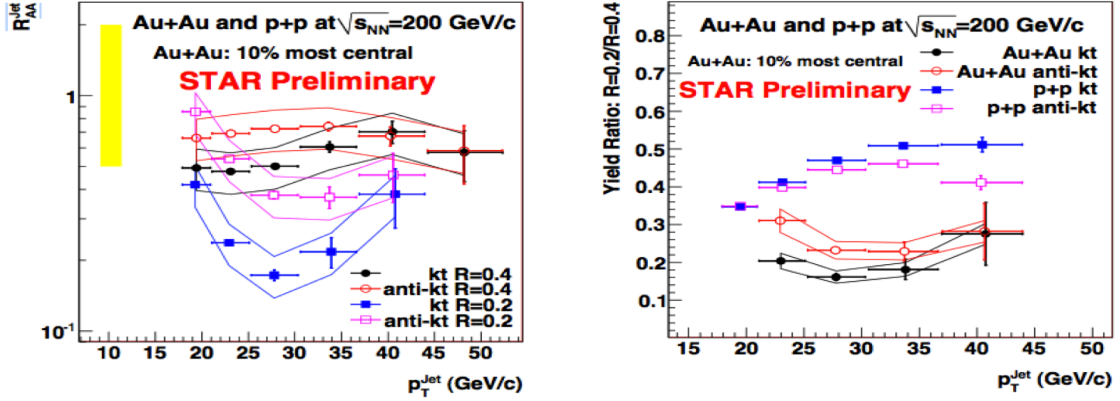 R_AA^Jet
Au+Au and p+p at √s_NN=200 GeV/c
Au+Au: 10% most central
STAR Preliminary
1
10^-1
kt R=0.4
anti-kt R=0.4
kt R=0.2
anti-kt R=0.2
10 15 20 25 30 35 40 45 50
p_T^Jet (GeV/c)
Yield Ratio: R=0.2/R=0.4
Au+Au and p+p at √s_NN=200 GeV/c
Au+Au: 10% most central
STAR Preliminary
Au+Au kt
Au+Au anti-kt
p+p kt
p+p anti-kt
0.8
0.7
0.6
0.5
0.4
0.3
0.2
0.1
15 20 25 30 35 40 45 50
p_T^Jet (GeV/c)